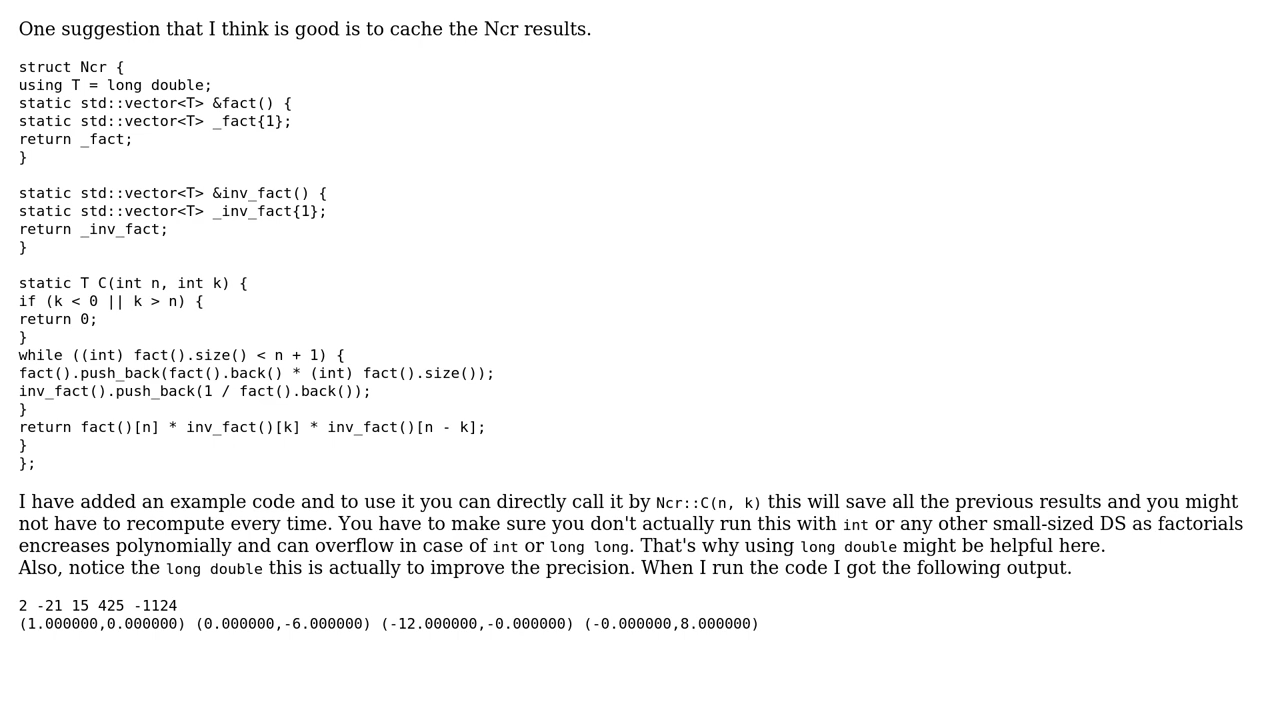 One suggestion that I think is good is to cache the Ncr results.
struct Ncr {
using T = long double;
static std::vector<T> &fact() {
static std::vector<T> _fact{1};
return _fact;
}
static std::vector<T> &inv_fact() {
static std::vector<T> _inv_fact{1};
return _inv_fact;
}
static T C(int n, int k) {
if (k < 0 || k > n) {
return 0;
}
while ((int) fact().size() < n + 1) {
fact().push_back(fact().back() * (int) fact().size());
inv_fact().push_back(1 / fact().back());
}
return fact()[n] * inv_fact()[k] * inv_fact()[n - k];
}
};
I have added an example code and to use it you can directly call it by Ncr::C(n, k) this will save all the previous results and you might
not have to recompute every time. You have to make sure you don't actually run this with int or any other small-sized DS as factorials
encreases polynomially and can overflow in case of int or long long. That's why using long double might be helpful here.
Also, notice the long double this is actually to improve the precision. When I run the code I got the following output.
2 -21 15 425 -1124
(1.000000,0.000000) (0.000000,-6.000000) (-12.000000,-0.000000) (-0.000000,8.000000)